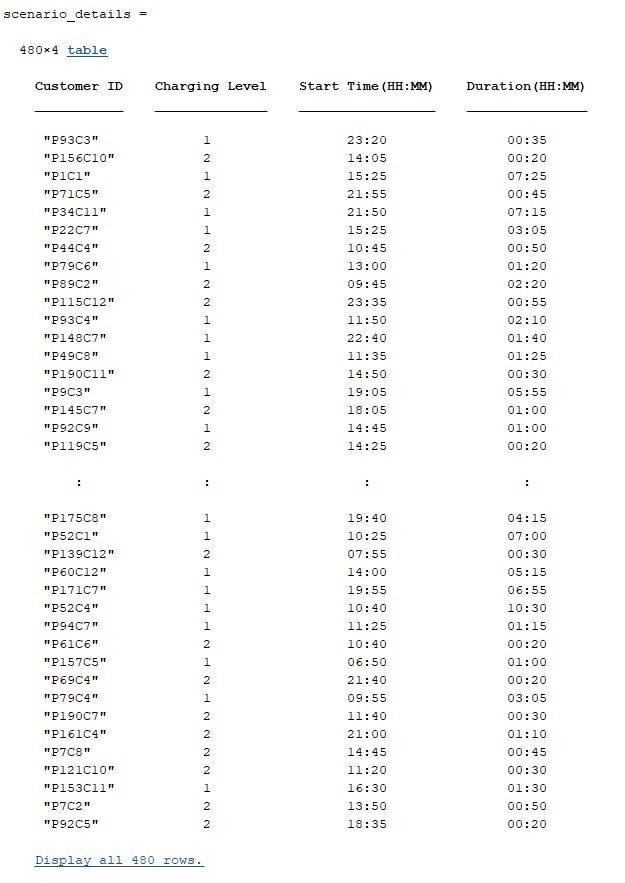 scenario_details =
480×4 table
Customer ID Charging Level Start Time(HH:MM) Duration(HH:MM)
"P93C3" 1 23:20 00:35
"P156C10" 2 14:05 00:20
"P1C1" 1 15:25 07:25
"P71C5" 2 21:55 00:45
"P34C11" 1 21:50 07:15
"P22C7" 1 15:25 03:05
"P44C4" 2 10:45 00:50
"P79C6" 1 13:00 01:20
"P89C2" 2 09:45 02:20
"P115C12" 2 23:35 00:55
"P93C4" 1 11:50 02:10
"P148C7" 1 22:40 01:40
"P49C8" 1 11:35 01:25
"P190C11" 2 14:50 00:30
"P9C3" 1 19:05 05:55
"P145C7" 2 18:05 01:00
"P92C9" 1 14:45 01:00
"P119C5" 2 14:25 00:20
: : : :
"P175C8" 1 19:40 04:15
"P52C1" 1 10:25 07:00
"P139C12" 2 07:55 00:30
"P60C12" 1 14:00 05:15
"P171C7" 1 19:55 06:55
"P52C4" 1 10:40 10:30
"P94C7" 1 11:25 01:15
"P61C6" 2 10:40 00:20
"P157C5" 1 06:50 01:00
"P69C4" 2 21:40 00:20
"P79C4" 1 09:55 03:05
"P190C7" 2 11:40 00:30
"P161C4" 2 21:00 01:10
"P7C8" 2 14:45 00:45
"P121C10" 2 11:20 00:30
"P153C11" 1 16:30 01:30
"P7C2" 2 13:50 00:50
"P92C5" 2 18:35 00:20
Display all 480 rows.